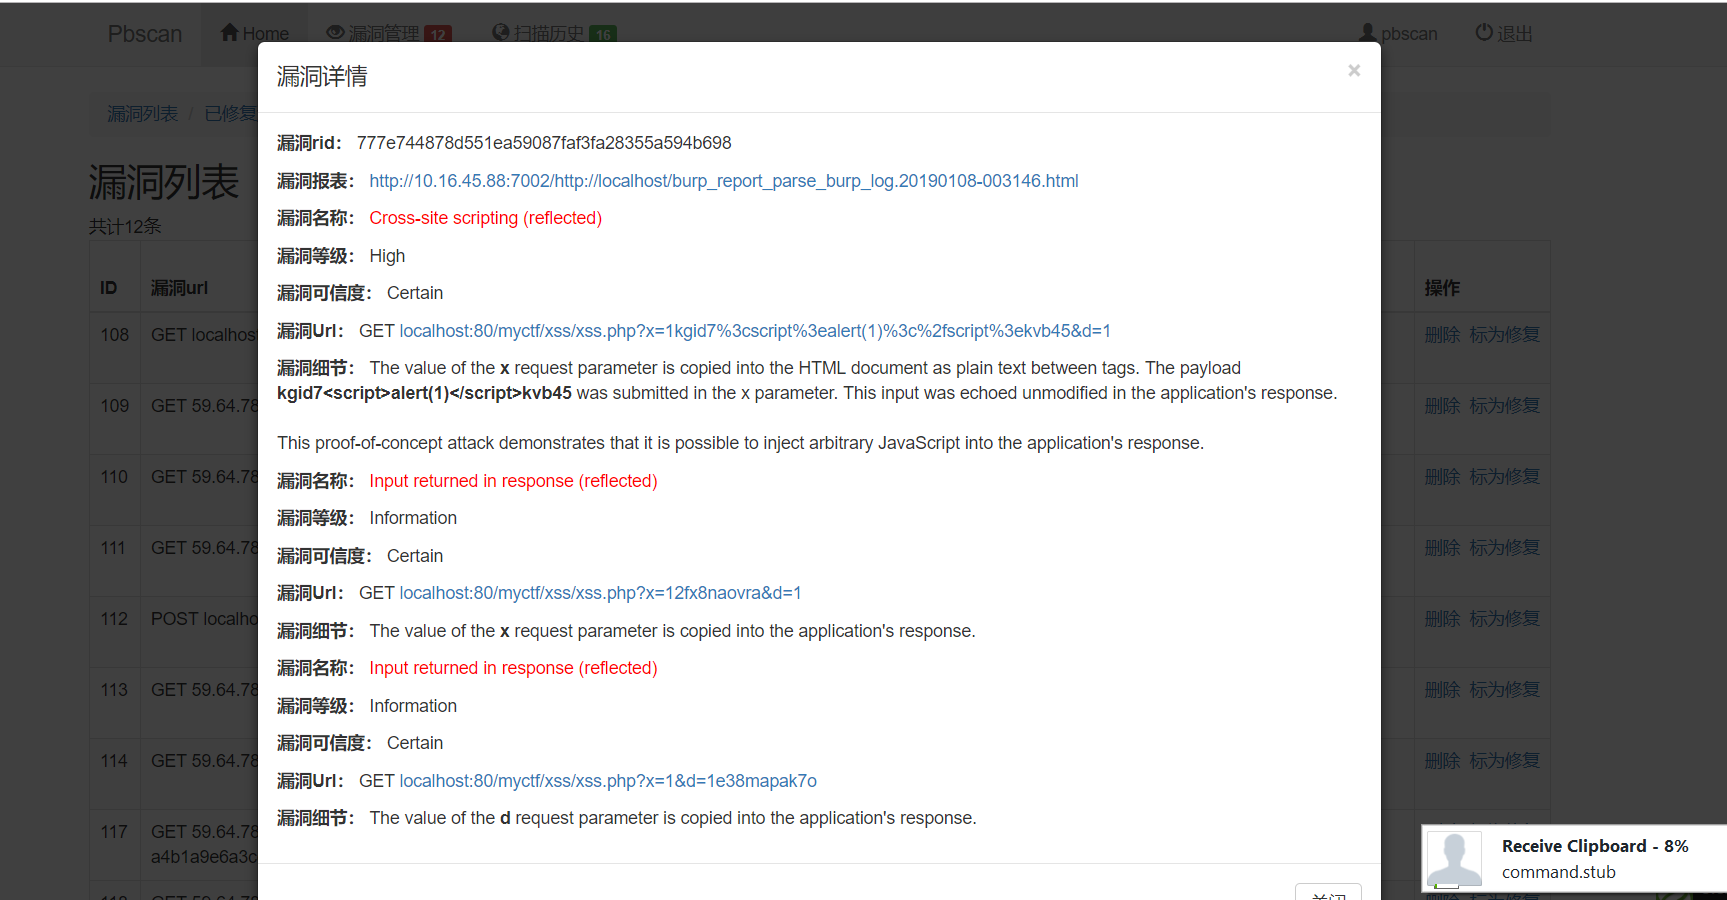 Pbscan Home 漏洞管理 12 扫描历史 16 pbscan 退出
漏洞列表 / 已修复
漏洞列表
共计12条
ID 漏洞url 操作
108 GET localhost 删除 标为修复
109 GET 59.64.78 删除 标为修复
110 GET 59.64.78 删除 标为修复
111 GET 59.64.78 删除 标为修复
112 POST localho 删除 标为修复
113 GET 59.64.78 删除 标为修复
114 GET 59.64.78 删除 标为修复
117 GET 59.64.78
a4b1a9e6a3c
漏洞详情 ×
漏洞rid： 777e744878d551ea59087faf3fa28355a594b698
漏洞报表： http://10.16.45.88:7002/http://localhost/burp_report_parse_burp_log.20190108-003146.html
漏洞名称： Cross-site scripting (reflected)
漏洞等级： High
漏洞可信度： Certain
漏洞Url： GET localhost:80/myctf/xss/xss.php?x=1kgid7%3cscript%3ealert(1)%3c%2fscript%3ekvb45&d=1
漏洞细节： The value of the x request parameter is copied into the HTML document as plain text between tags. The payload
kgid7<script>alert(1)</script>kvb45 was submitted in the x parameter. This input was echoed unmodified in the application's response.
This proof-of-concept attack demonstrates that it is possible to inject arbitrary JavaScript into the application's response.
漏洞名称： Input returned in response (reflected)
漏洞等级： Information
漏洞可信度： Certain
漏洞Url： GET localhost:80/myctf/xss/xss.php?x=12fx8naovra&d=1
漏洞细节： The value of the x request parameter is copied into the application's response.
漏洞名称： Input returned in response (reflected)
漏洞等级： Information
漏洞可信度： Certain
漏洞Url： GET localhost:80/myctf/xss/xss.php?x=1&d=1e38mapak7o
漏洞细节： The value of the d request parameter is copied into the application's response.
关闭
Receive Clipboard - 8%
command.stub